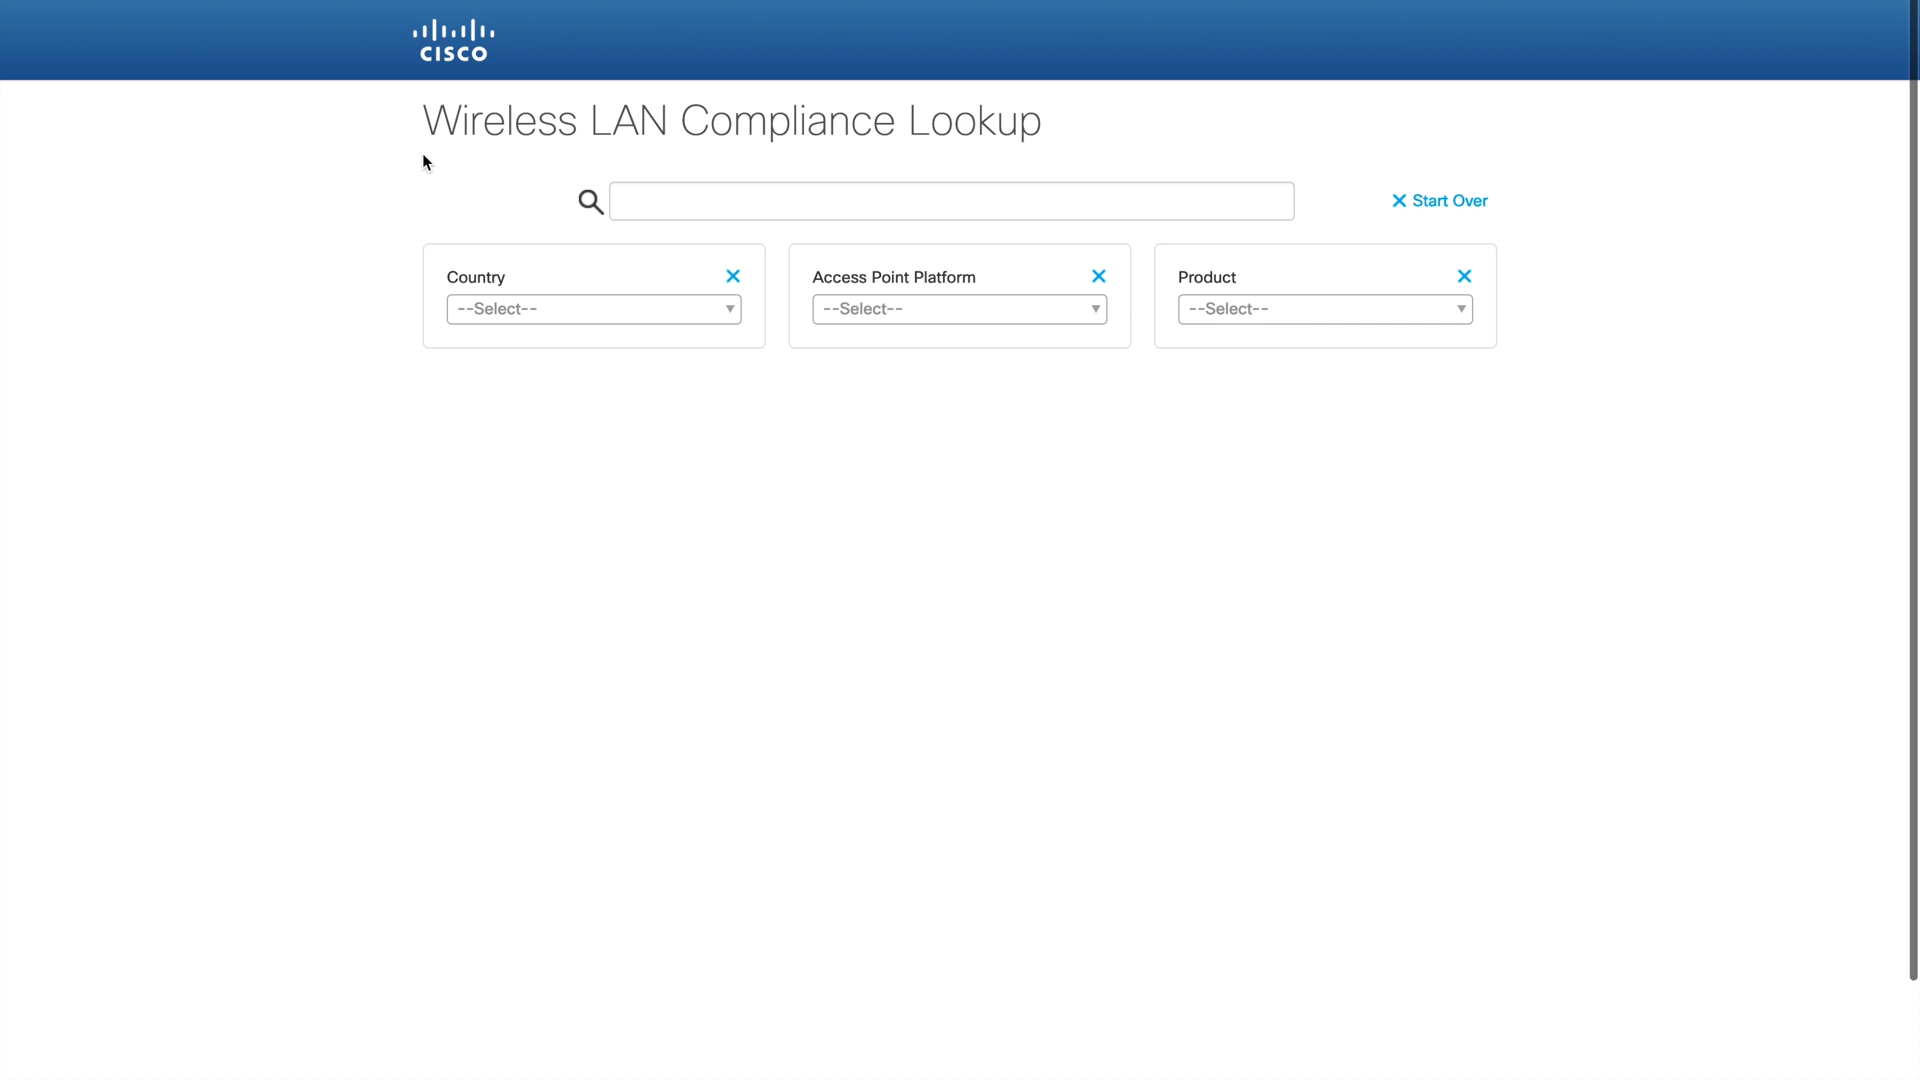 CISCO
Wireless LAN Compliance Lookup
Start Over
Country
Access Point Platform
Product
--Select--
--Select--
--Select--